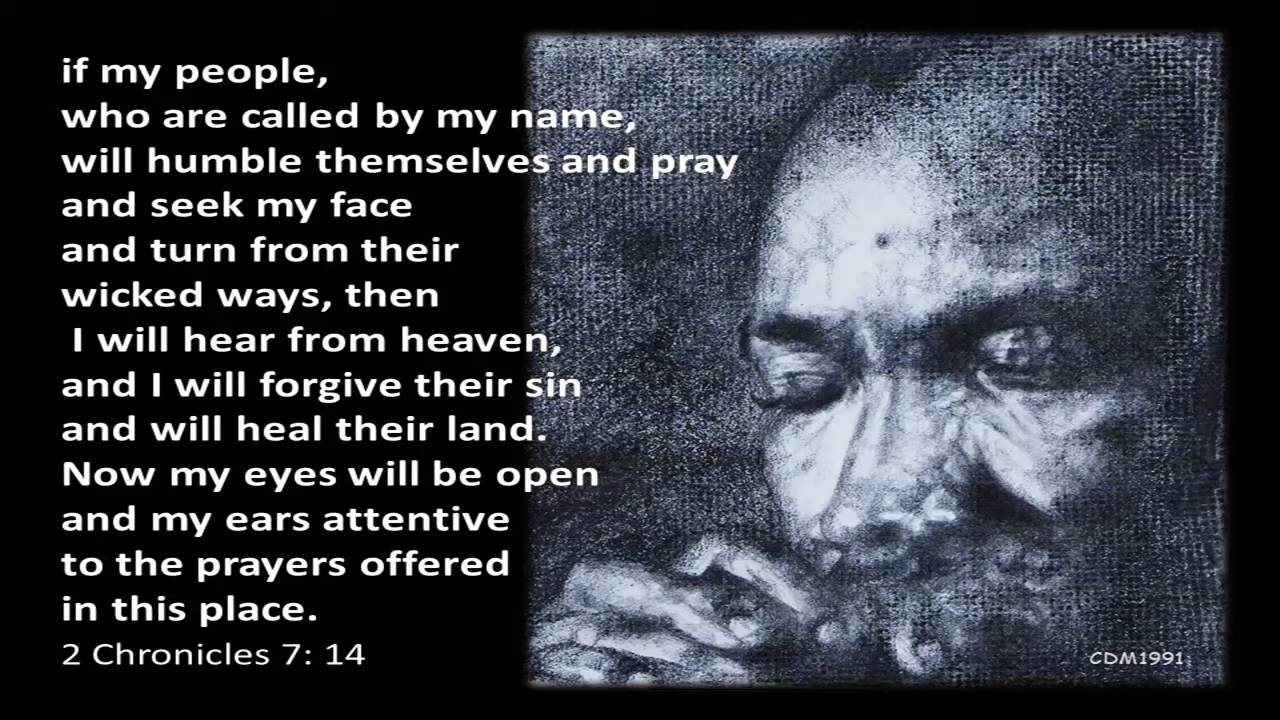 if my people,
who are called by my name,
will humble themselves and pray
and seek my face
and turn from their
wicked ways, then
I will hear from heaven,
and I will forgive their sin
and will heal their land.
Now my eyes will be open
and my ears attentive
to the prayers offered
in this place.
2 Chronicles 7: 14
CDM1991